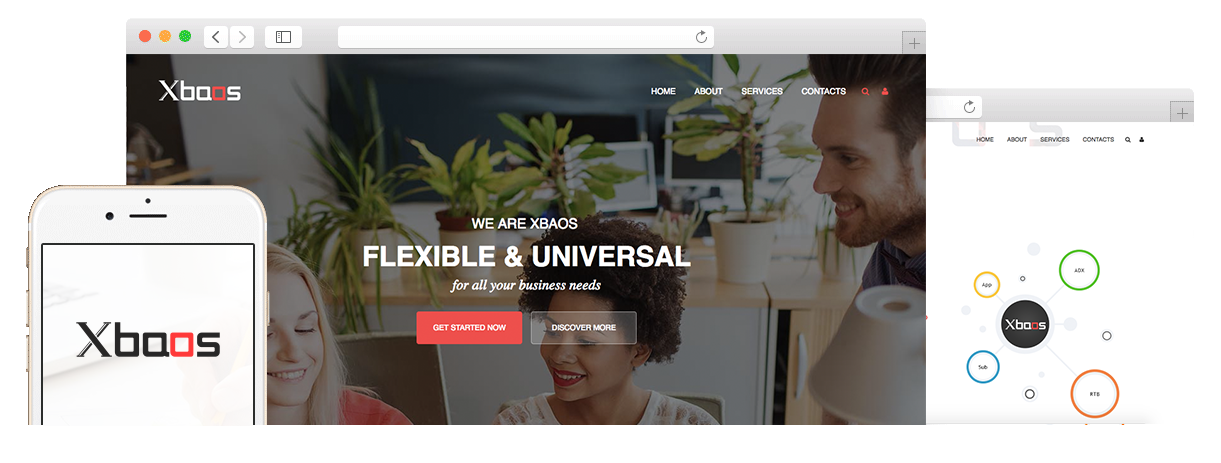 Xbaos
HOME ABOUT SERVICES CONTACTS
WE ARE XBAOS
FLEXIBLE & UNIVERSAL
for all your business needs
GET STARTED NOW DISCOVER MORE
Xbaos
HOME ABOUT SERVICES CONTACTS
ADX
App
Xbaos
Sub
RTB